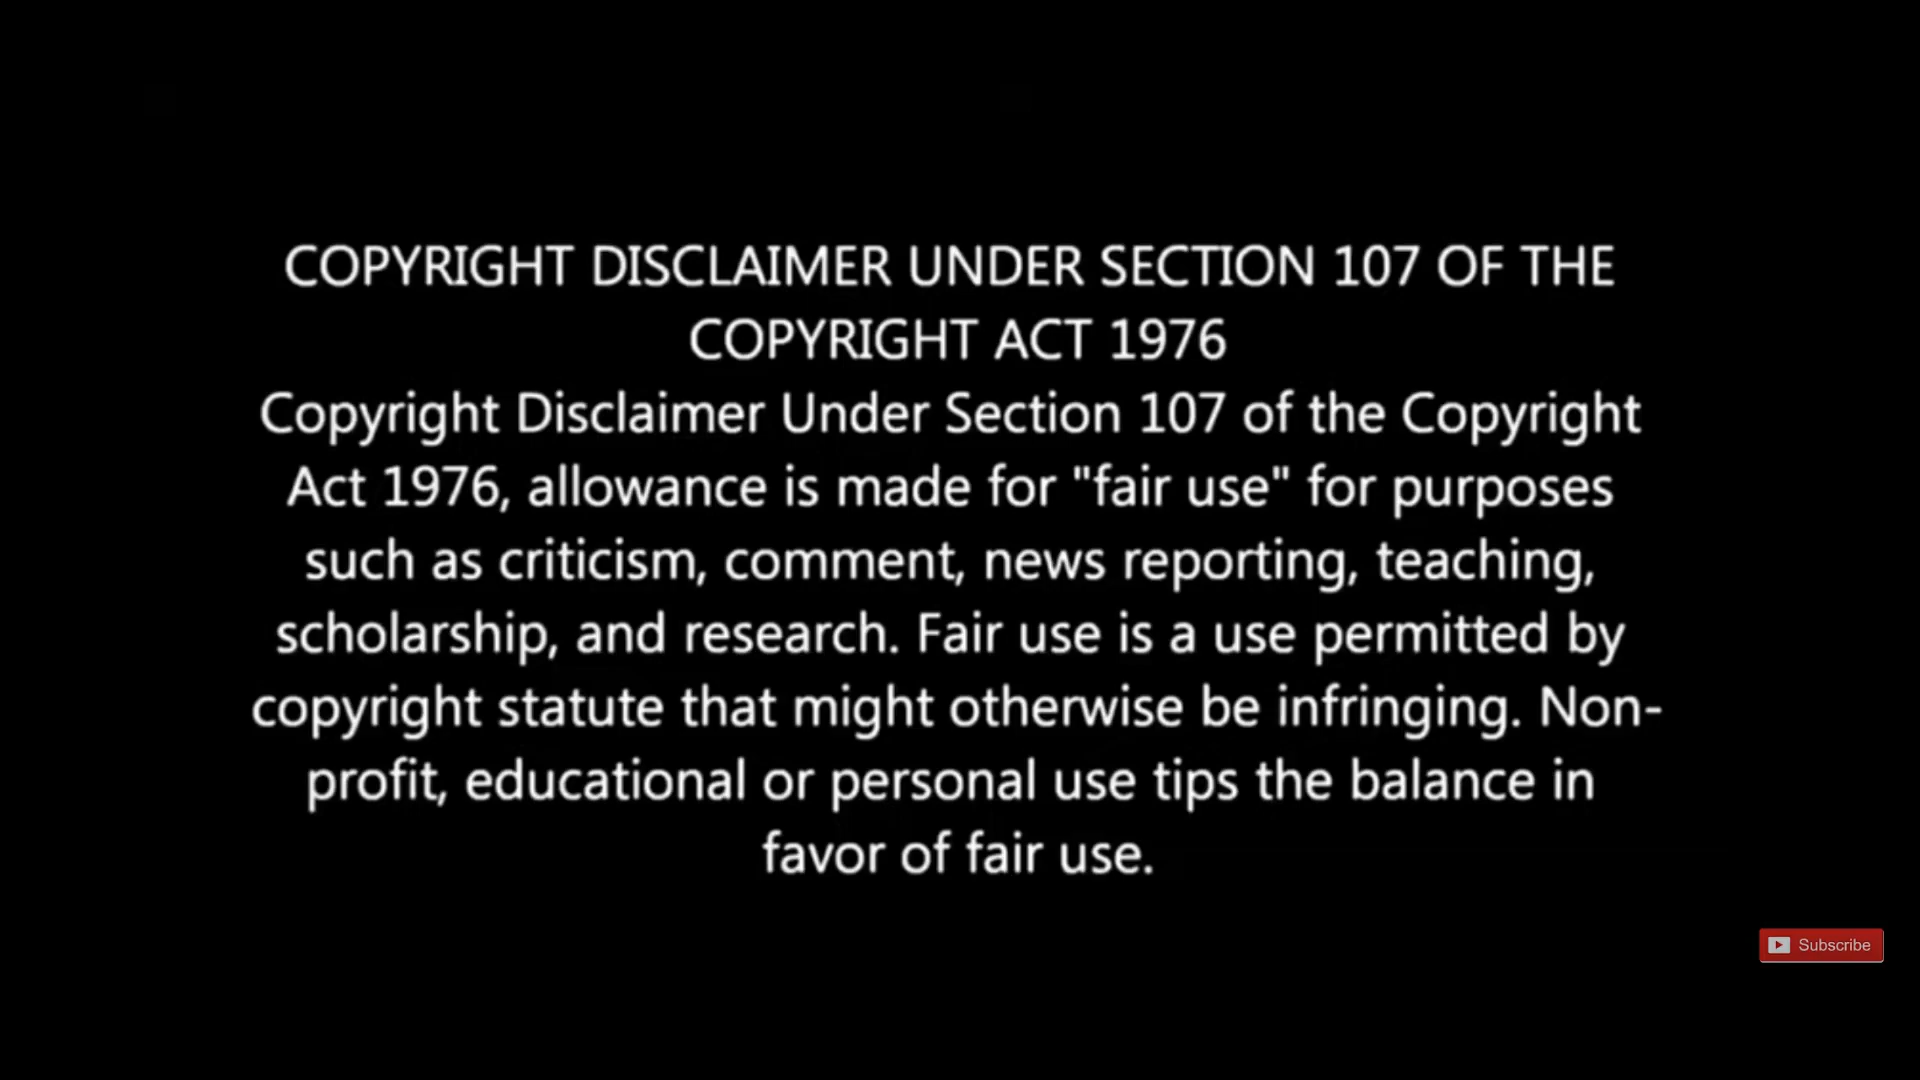 COPYRIGHT DISCLAIMER UNDER SECTION 107 OF THE
COPYRIGHT ACT 1976
Copyright Disclaimer Under Section 107 of the Copyright
Act 1976, allowance is made for "fair use" for purposes
such as criticism, comment, news reporting, teaching,
scholarship, and research. Fair use is a use permitted by
copyright statute that might otherwise be infringing. Non-
profit, educational or personal use tips the balance in
favor of fair use.
Subscribe